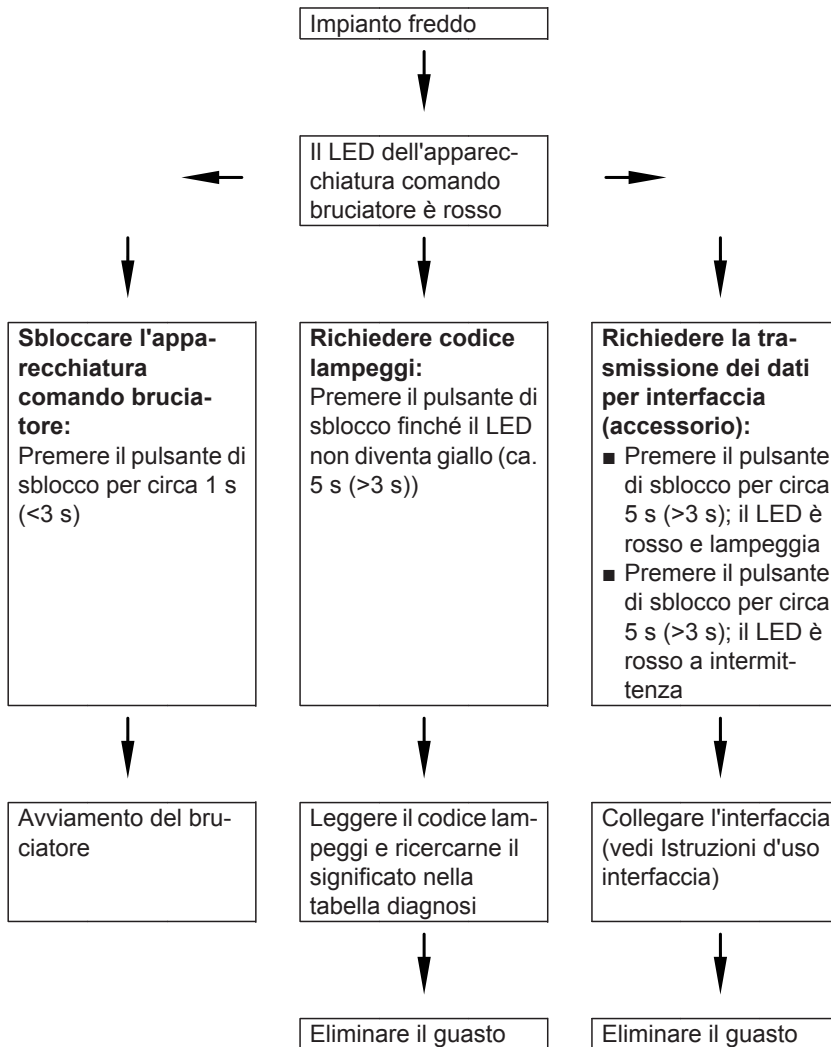 Impianto freddo
Il LED dell'apparec-
chiatura comando
bruciatore è rosso
Sbloccare l'appa-
recchiatura
comando brucia-
tore:
Premere il pulsante di
sblocco per circa 1 s
(<3 s)
Richiedere codice
lampeggi:
Premere il pulsante di
sblocco finché il LED
non diventa giallo (ca.
5 s (>3 s))
Richiedere la tra-
smissione dei dati
per interfaccia
(accessorio):
■ Premere il pulsante
di sblocco per circa
5 s (>3 s); il LED è
rosso e lampeggia
■ Premere il pulsante
di sblocco per circa
5 s (>3 s); il LED è
rosso a intermit-
tenza
Avviamento del bru-
ciatore
Leggere il codice lam-
peggi e ricercarne il
significato nella
tabella diagnosi
Collegare l'interfaccia
(vedi Istruzioni d'uso
interfaccia)
Eliminare il guasto
Eliminare il guasto